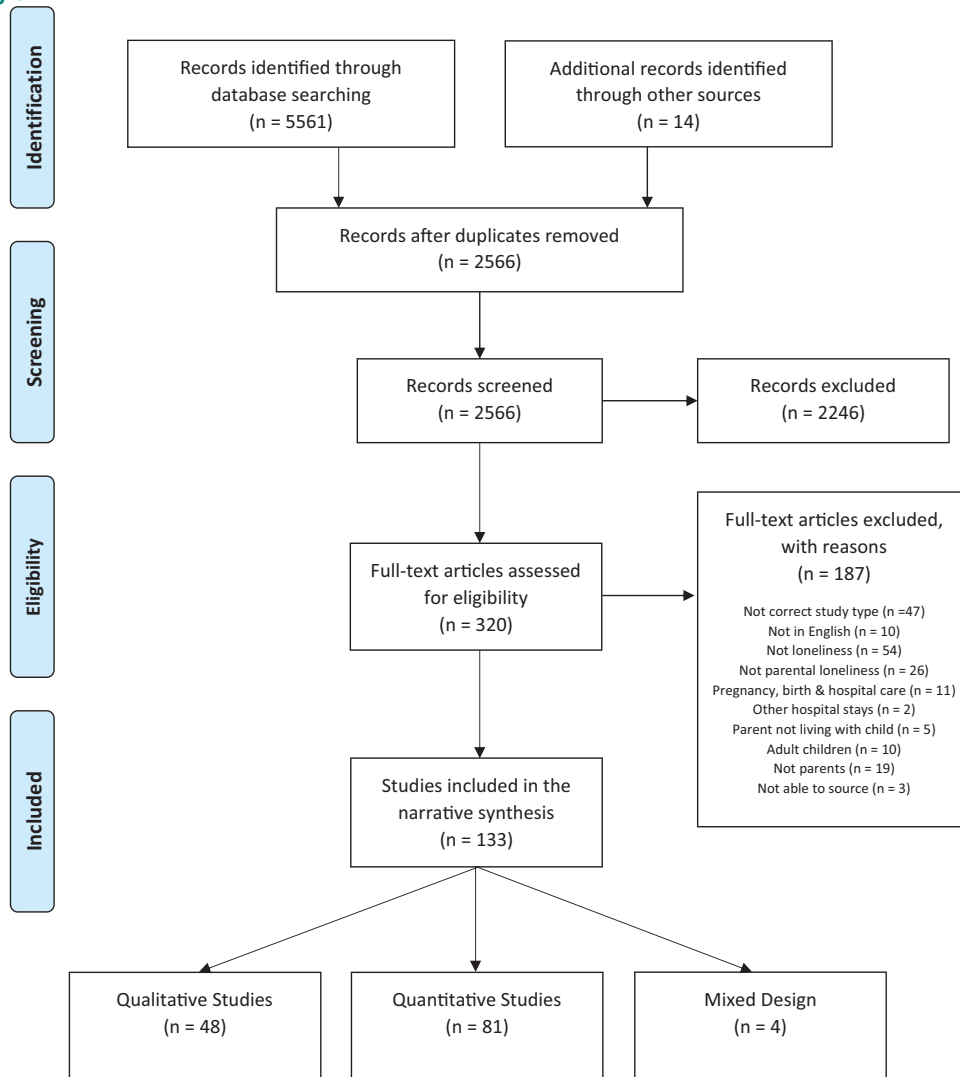 Identification
Records identified through
database searching
(n = 5561)
Additional records identified
through other sources
(n = 14)
Records after duplicates removed
(n = 2566)
Screening
Records screened
(n = 2566)
Records excluded
(n = 2246)
Eligibility
Full-text articles assessed
for eligibility
(n = 320)
Full-text articles excluded,
with reasons
(n = 187)
Not correct study type (n =47)
Not in English (n = 10)
Not loneliness (n = 54)
Not parental loneliness (n = 26)
Pregnancy, birth & hospital care (n = 11)
Other hospital stays (n = 2)
Parent not living with child (n = 5)
Adult children (n = 10)
Not parents (n = 19)
Not able to source (n = 3)
Included
Studies included in the
narrative synthesis
(n = 133)
Qualitative Studies
(n = 48)
Quantitative Studies
(n = 81)
Mixed Design
(n = 4)